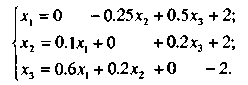 x₁ = 0 - 0.25x₂ + 0.5x₃ + 2;
x₂ = 0.1x₁ + 0 + 0.2x₃ + 2;
x₃ = 0.6x₁ + 0.2x₂ + 0 - 2.